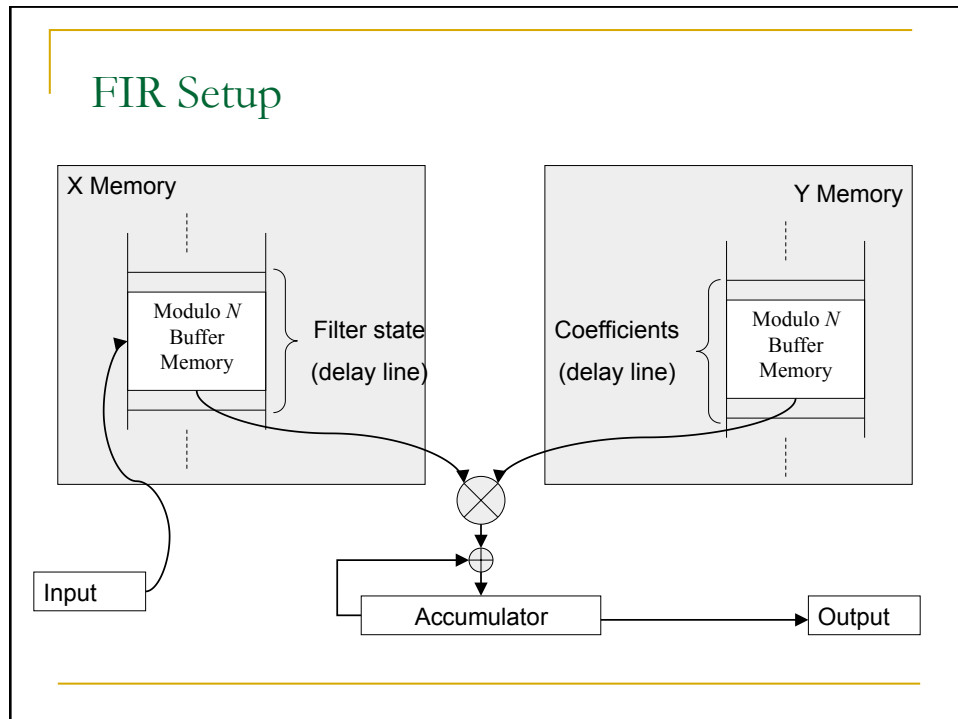 FIR Setup
X Memory
Modulo N
Buffer
Memory
Filter state
(delay line)
Y Memory
Coefficients
(delay line)
Modulo N
Buffer
Memory
Input
Accumulator
Output